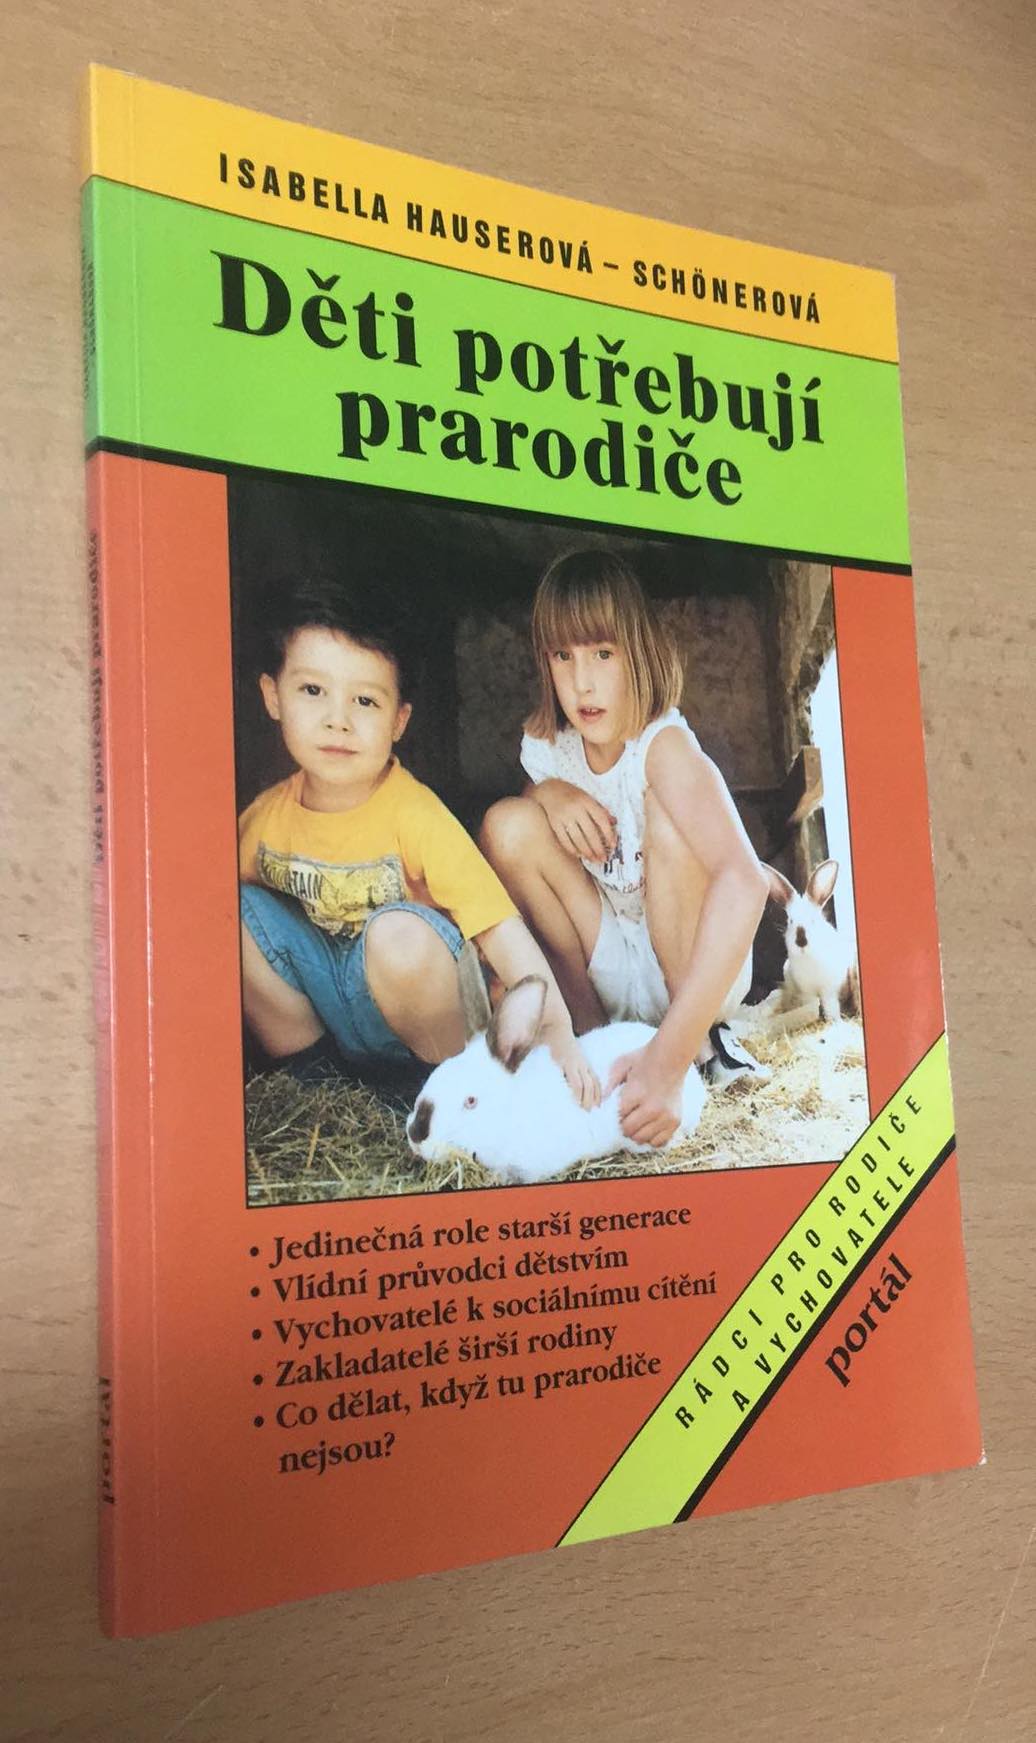 ISABELLA HAUSEROVÁ – SCHÖNEROVÁ
Děti potřebují
prarodiče
• Jedinečná role starší generace
• Vlídní průvodci dětstvím
• Vychovatelé k sociálnímu cítění
• Zakladatelé širší rodiny
• Co dělat, když tu prarodiče
nejsou?
RÁDCI PRO RODIČE
A VYCHOVATELE
portál
Děti potřebují prarodiče
portál